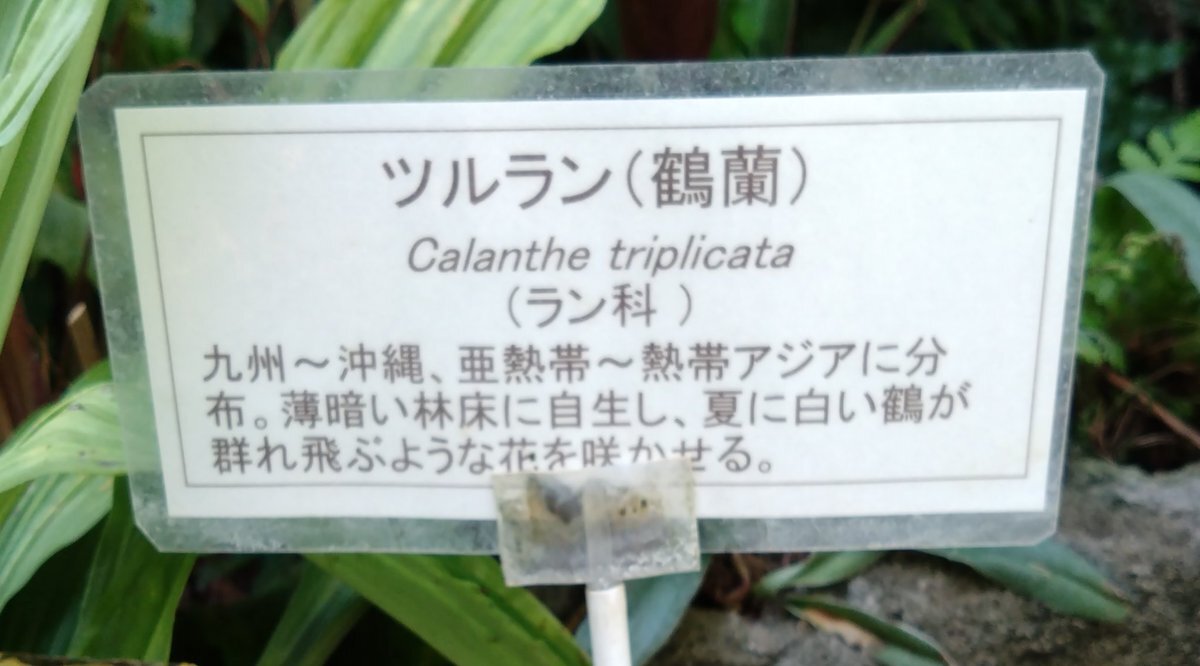 ツルラン(鶴蘭)
Calanthe triplicata
(ラン科 )
九州～沖縄、亜熱帯～熱帯アジアに分
布。薄暗い林床に自生し、夏に白い鶴が
群れ飛ぶような花を咲かせる。